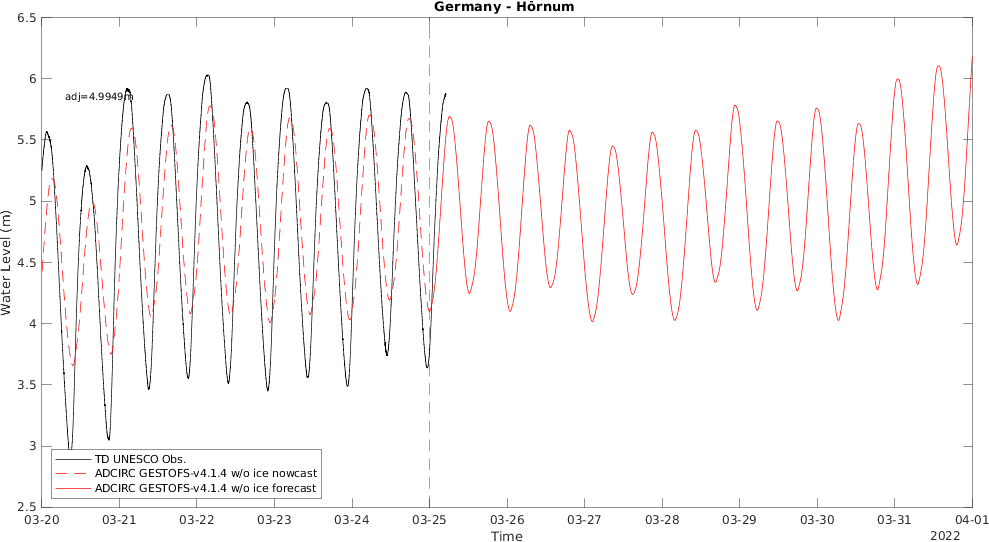 Germany - Hörnum
6.5
6
5.5
5
4.5
4
3.5
3
2.5
Water Level (m)
adj=4.9949m
TD UNESCO Obs.
ADCIRC GESTOFS-v4.1.4 w/o ice nowcast
ADCIRC GESTOFS-v4.1.4 w/o ice forecast
03-20 03-21 03-22 03-23 03-24 03-25 03-26 03-27 03-28 03-29 03-30 03-31 04-01
Time
2022